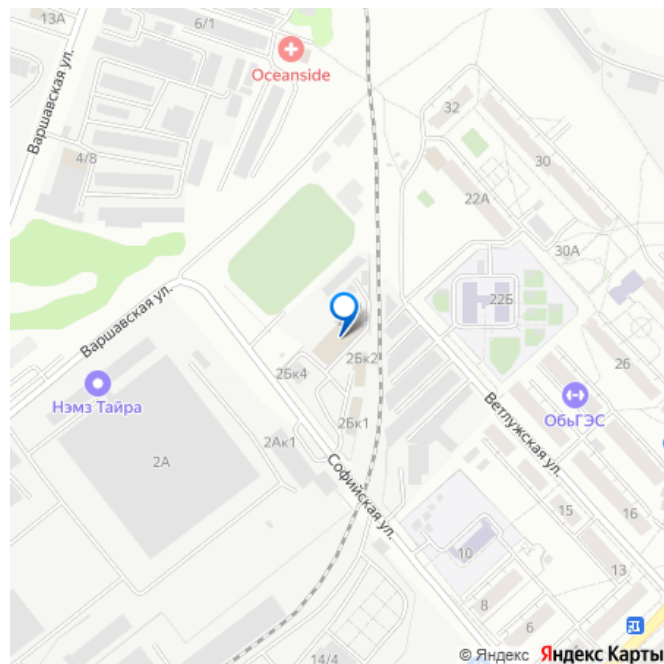 13А
6/1
Oceanside
Варшавская ул.
4/8
32
30
22А
30А
22Б
Варшавская ул.
2Бк2
2Бк4
26
Нэмз Тайра
ОбьГЭС
2Бк1
Ветлужская ул.
2Ак1
2А
Софийская ул.
15
16
10
13
8
6
14/4
© Яндекс Яндекс Карты